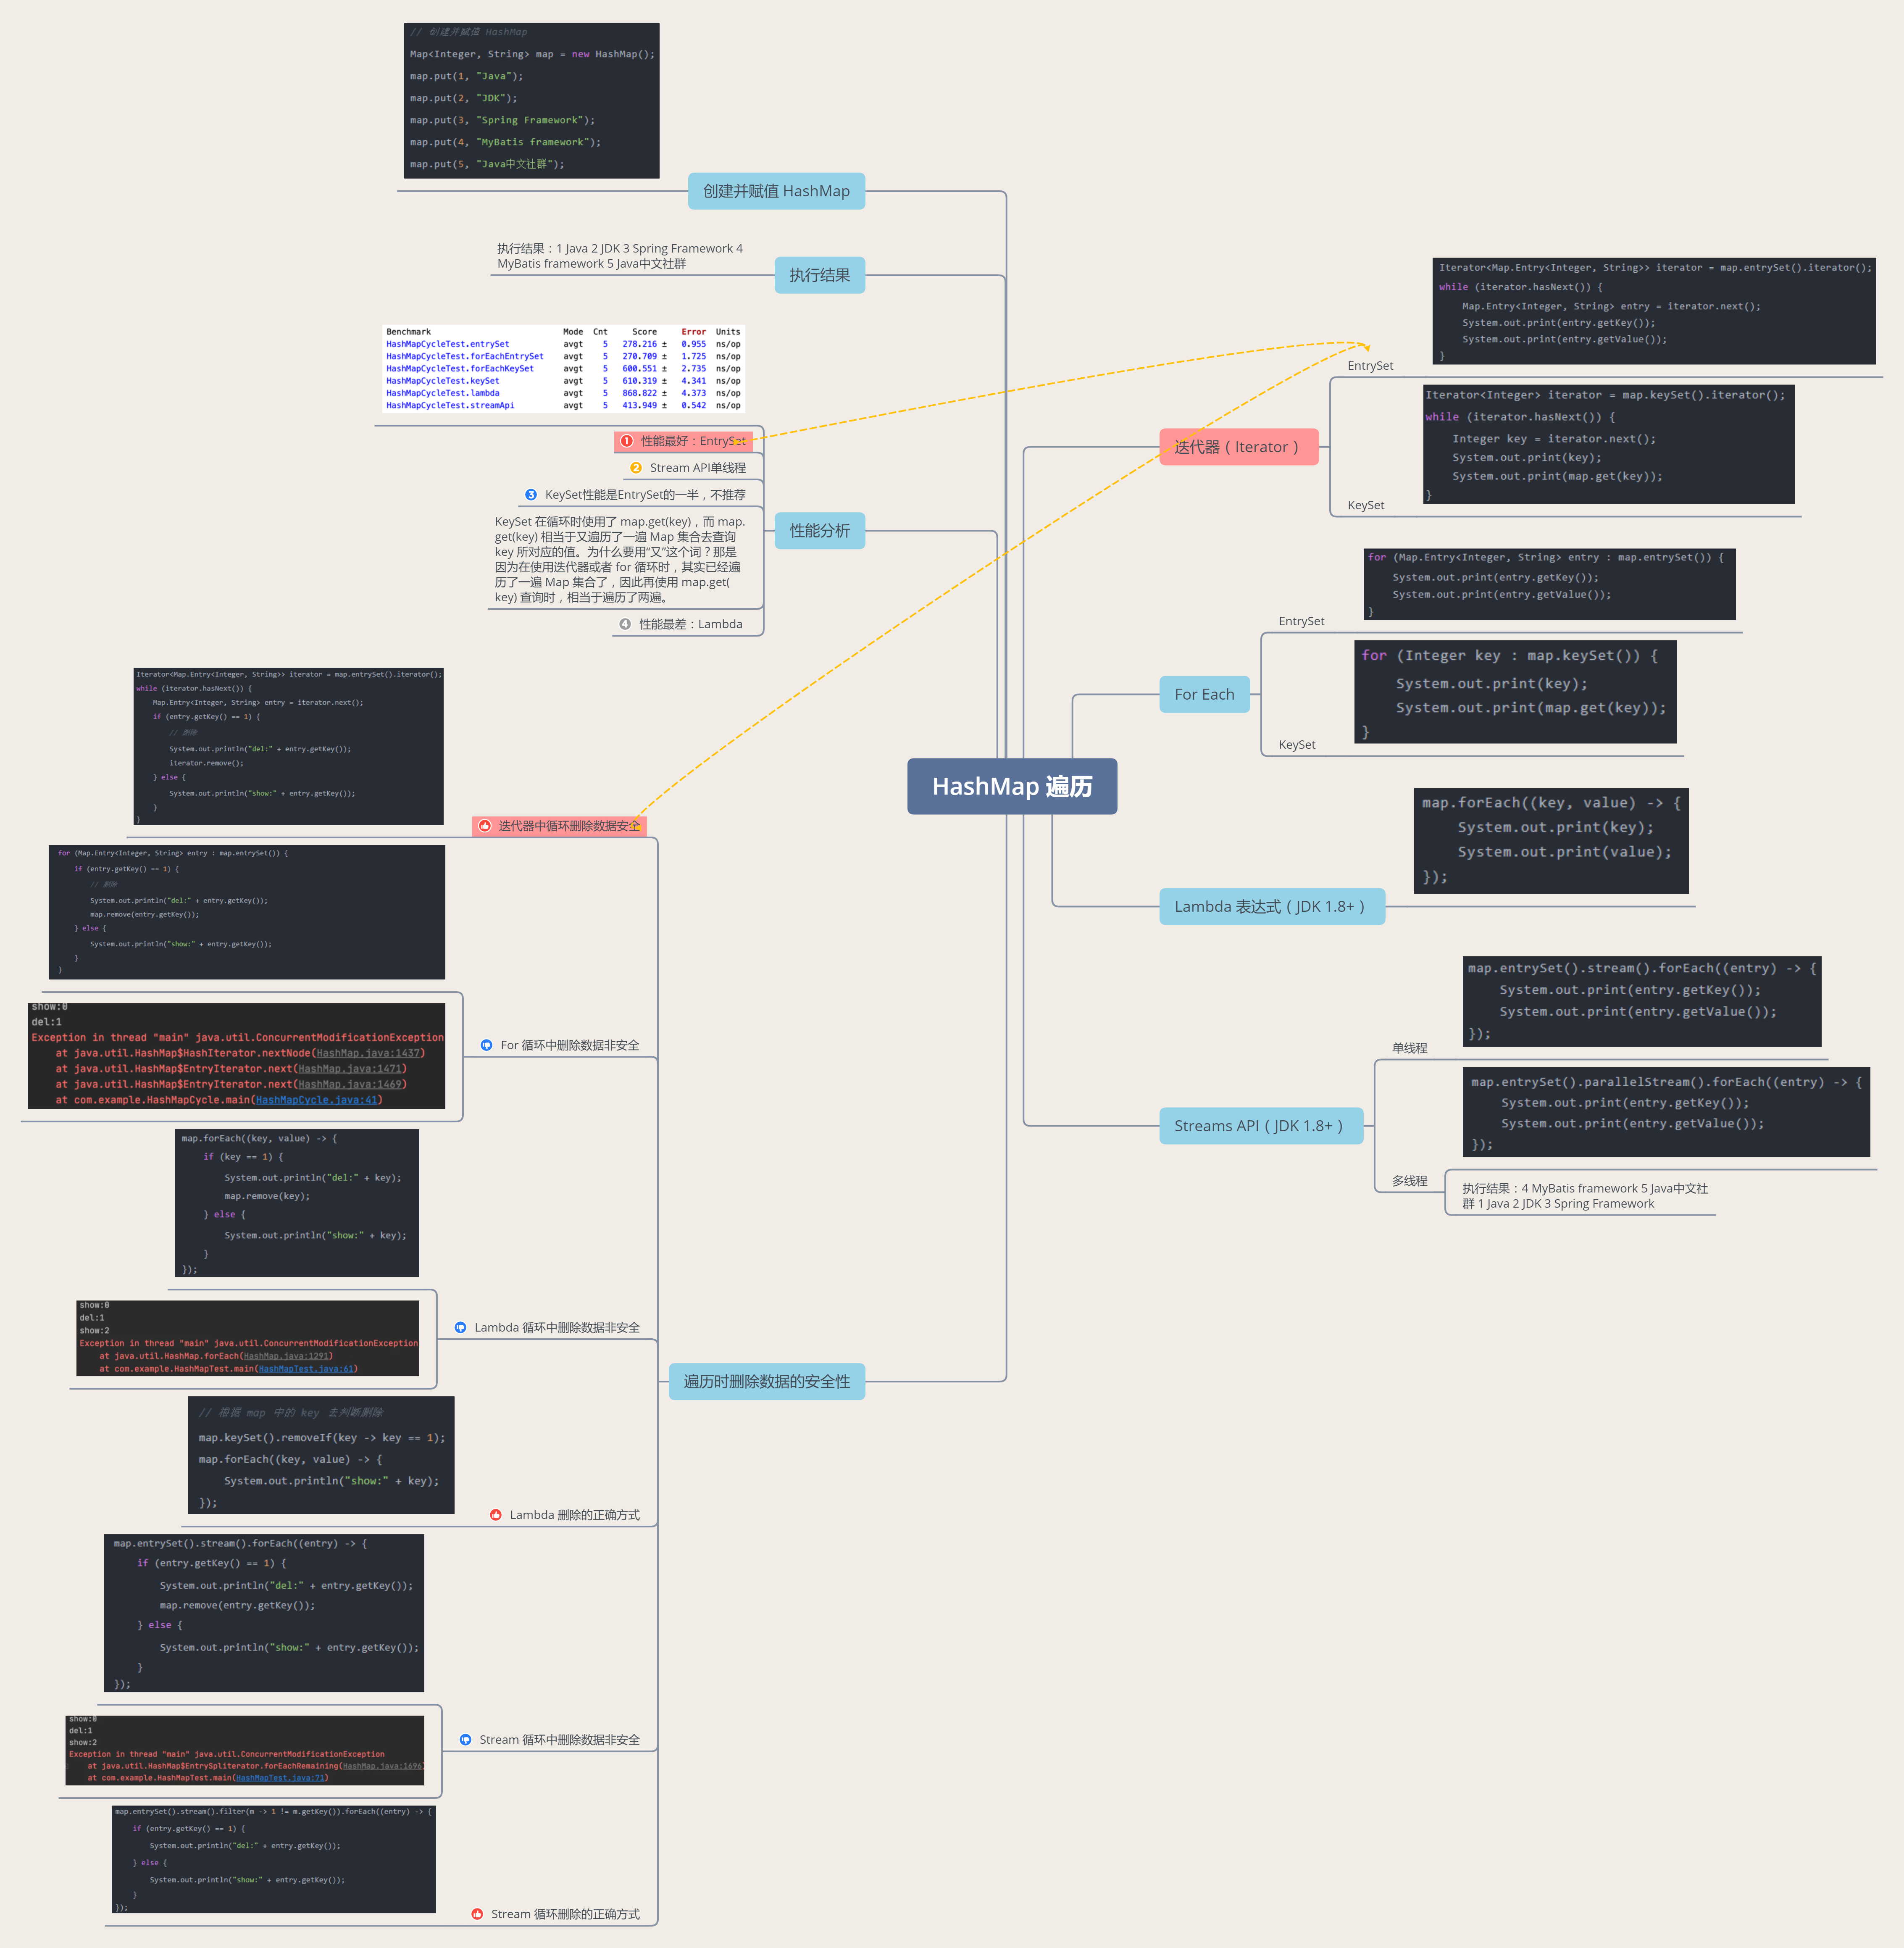 HashMap 遍历
创建并赋值 HashMap
// 创建并赋值 HashMap
Map<Integer, String> map = new HashMap();
map.put(1, "Java");
map.put(2, "JDK");
map.put(3, "Spring Framework");
map.put(4, "MyBatis framework");
map.put(5, "Java中文社群");
执行结果
执行结果：1 Java 2 JDK 3 Spring Framework 4
MyBatis framework 5 Java中文社群
性能分析
Benchmark Mode Cnt Score Error Units
HashMapCycleTest.entrySet avgt 5 278.216 ± 0.955 ns/op
HashMapCycleTest.forEachEntrySet avgt 5 270.709 ± 1.725 ns/op
HashMapCycleTest.forEachKeySet avgt 5 600.551 ± 2.735 ns/op
HashMapCycleTest.keySet avgt 5 610.319 ± 4.341 ns/op
HashMapCycleTest.lambda avgt 5 868.822 ± 4.373 ns/op
HashMapCycleTest.streamApi avgt 5 413.949 ± 0.542 ns/op
1 性能最好：EntrySet
2 Stream API单线程
3 KeySet性能是EntrySet的一半，不推荐
KeySet 在循环时使用了 map.get(key)，而 map.
get(key) 相当于又遍历了一遍 Map 集合去查询
key 所对应的值。为什么要用“又”这个词？那是
因为在使用迭代器或者 for 循环时，其实已经遍
历了一遍 Map 集合了，因此再使用 map.get(
key) 查询时，相当于遍历了两遍。
4 性能最差：Lambda
迭代器（Iterator）
Iterator<Map.Entry<Integer, String>> iterator = map.entrySet().iterator();
while (iterator.hasNext()) {
Map.Entry<Integer, String> entry = iterator.next();
System.out.print(entry.getKey());
System.out.print(entry.getValue());
}
EntrySet
Iterator<Integer> iterator = map.keySet().iterator();
while (iterator.hasNext()) {
Integer key = iterator.next();
System.out.print(key);
System.out.print(map.get(key));
}
KeySet
For Each
for (Map.Entry<Integer, String> entry : map.entrySet()) {
System.out.print(entry.getKey());
System.out.print(entry.getValue());
}
EntrySet
for (Integer key : map.keySet()) {
System.out.print(key);
System.out.print(map.get(key));
}
KeySet
Lambda 表达式（JDK 1.8+）
map.forEach((key, value) -> {
System.out.print(key);
System.out.print(value);
});
Streams API（JDK 1.8+）
map.entrySet().stream().forEach((entry) -> {
System.out.print(entry.getKey());
System.out.print(entry.getValue());
});
单线程
map.entrySet().parallelStream().forEach((entry) -> {
System.out.print(entry.getKey());
System.out.print(entry.getValue());
});
多线程
执行结果：4 MyBatis framework 5 Java中文社
群 1 Java 2 JDK 3 Spring Framework
遍历时删除数据的安全性
Iterator<Map.Entry<Integer, String>> iterator = map.entrySet().iterator();
while (iterator.hasNext()) {
Map.Entry<Integer, String> entry = iterator.next();
if (entry.getKey() == 1) {
// 删除
System.out.println("del:" + entry.getKey());
iterator.remove();
} else {
System.out.println("show:" + entry.getKey());
}
}
迭代器中循环删除数据安全
for (Map.Entry<Integer, String> entry : map.entrySet()) {
if (entry.getKey() == 1) {
// 删除
System.out.println("del:" + entry.getKey());
map.remove(entry.getKey());
} else {
System.out.println("show:" + entry.getKey());
}
}
For 循环中删除数据非安全
show:0
del:1
Exception in thread "main" java.util.ConcurrentModificationException
at java.util.HashMap$HashIterator.nextNode(HashMap.java:1437)
at java.util.HashMap$EntryIterator.next(HashMap.java:1471)
at java.util.HashMap$EntryIterator.next(HashMap.java:1469)
at com.example.HashMapCycle.main(HashMapCycle.java:41)
map.forEach((key, value) -> {
if (key == 1) {
System.out.println("del:" + key);
map.remove(key);
} else {
System.out.println("show:" + key);
}
});
Lambda 循环中删除数据非安全
show:0
del:1
show:2
Exception in thread "main" java.util.ConcurrentModificationException
at java.util.HashMap.forEach(HashMap.java:1291)
at com.example.HashMapTest.main(HashMapTest.java:61)
// 根据 map 中的 key 去判断删除
map.keySet().removeIf(key -> key == 1);
map.forEach((key, value) -> {
System.out.println("show:" + key);
});
Lambda 删除的正确方式
map.entrySet().stream().forEach((entry) -> {
if (entry.getKey() == 1) {
System.out.println("del:" + entry.getKey());
map.remove(entry.getKey());
} else {
System.out.println("show:" + entry.getKey());
}
});
Stream 循环中删除数据非安全
show:0
del:1
show:2
Exception in thread "main" java.util.ConcurrentModificationException
at java.util.HashMap$EntrySpliterator.forEachRemaining(HashMap.java:1696)
at com.example.HashMapTest.main(HashMapTest.java:71)
map.entrySet().stream().filter(m -> 1 != m.getKey()).forEach((entry) -> {
if (entry.getKey() == 1) {
System.out.println("del:" + entry.getKey());
} else {
System.out.println("show:" + entry.getKey());
}
});
Stream 循环删除的正确方式